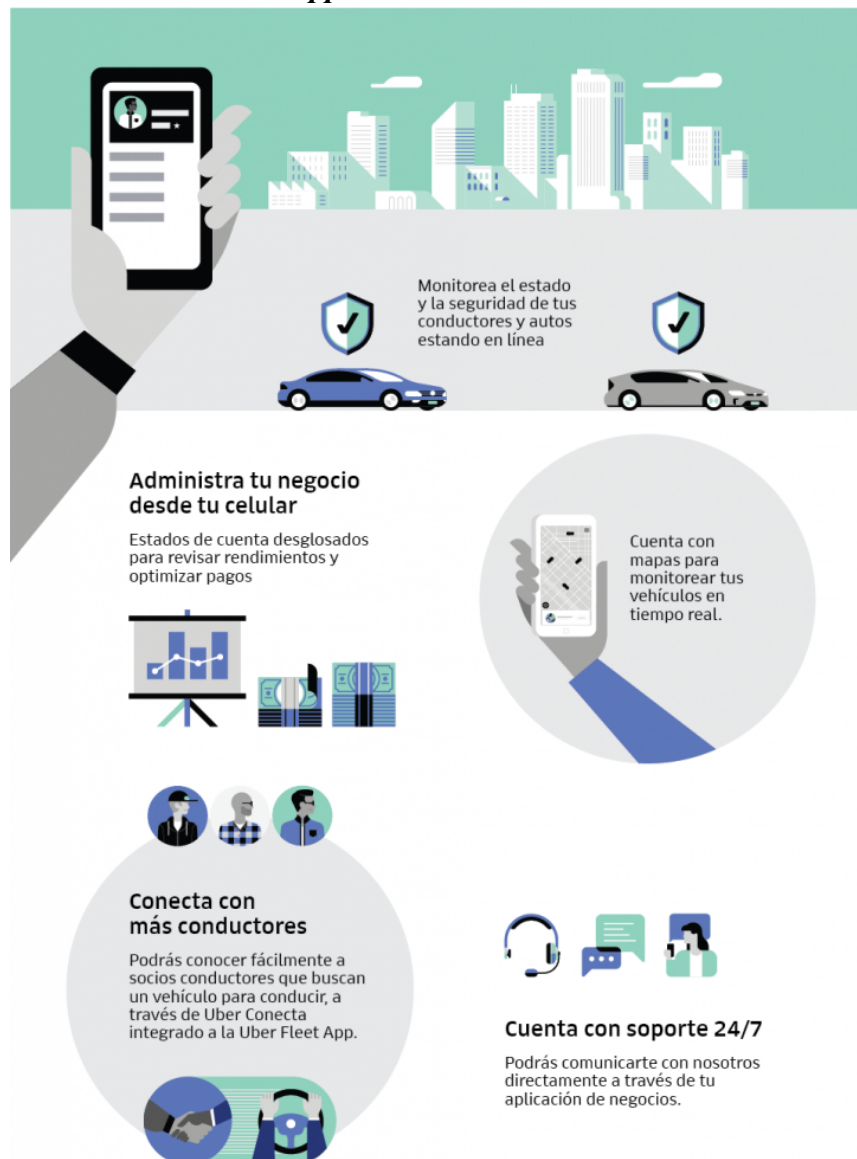 Monitorea el estado
y la seguridad de tus
conductores y autos
estando en línea
Administra tu negocio
desde tu celular
Estados de cuenta desglosados
para revisar rendimientos y
optimizar pagos
Cuenta con
mapas para
monitorear tus
vehículos en
tiempo real.
Conecta con
más conductores
Podrás conocer fácilmente a
socios conductores que buscan
un vehículo para conducir, a
través de Uber Conecta
integrado a la Uber Fleet App.
Cuenta con soporte 24/7
Podrás comunicarte con nosotros
directamente a través de tu
aplicación de negocios.